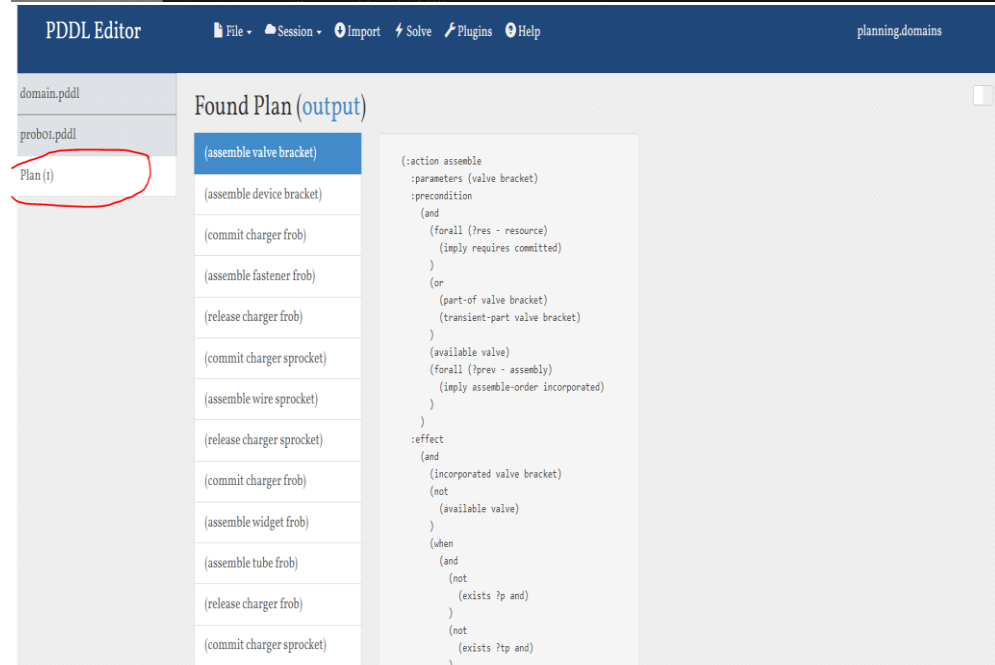 PDDL Editor
File Session Import Solve Plugins Help
planning.domains
domain.pddl
prob01.pddl
Plan (1)
Found Plan (output)
(assemble valve bracket)
(assemble device bracket)
(commit charger frob)
(assemble fastener frob)
(release charger frob)
(commit charger sprocket)
(assemble wire sprocket)
(release charger sprocket)
(commit charger frob)
(assemble widget frob)
(assemble tube frob)
(release charger frob)
(commit charger sprocket)
(:action assemble
:parameters (valve bracket)
:precondition
(and
(forall (?res - resource)
(imply requires committed)
)
(or
(part-of valve bracket)
(transient-part valve bracket)
)
(available valve)
(forall (?prev - assembly)
(imply assemble-order incorporated)
)
)
:effect
(and
(incorporated valve bracket)
(not
(available valve)
)
(when
(and
(not
(exists ?p and)
)
(not
(exists ?tp and)
)